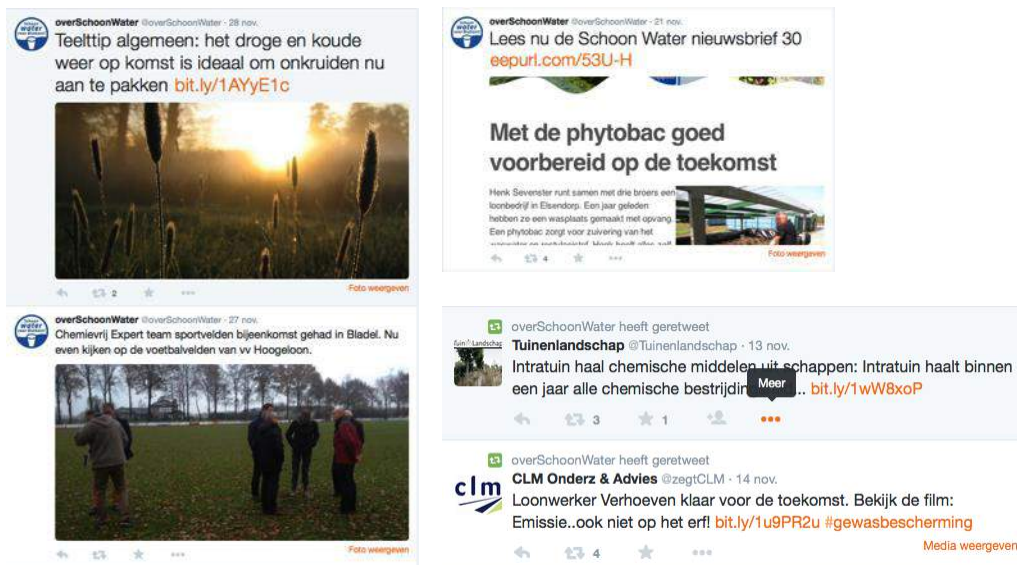 overSchoonWater @overSchoonWater · 28 nov.
Teelttip algemeen: het droge en koude
weer op komst is ideaal om onkruiden nu
aan te pakken bit.ly/1AYyE1c
2
Foto weergeven
overSchoonWater @overSchoonWater · 27 nov.
Chemievrij Expert team sportvelden bijeenkomst gehad in Bladel. Nu
even kijken op de voetbalvelden van vv Hoogeloon.
Foto weergeven
overSchoonWater @overSchoonWater · 21 nov.
Lees nu de Schoon Water nieuwsbrief 30
eepurl.com/53U-H
Met de phytobac goed
voorbereid op de toekomst
Henk Sevenster runt samen met drie broers een
loonbedrijf in Elsendorp. Een jaar geleden
hebben ze een wasplaats gemaakt met opvang.
Een phytobac zorgt voor zuivering van het
4
Foto weergeven
overSchoonWater heeft geretweet
Tuinenlandschap @Tuinenlandschap · 13 nov.
Intratuin haal chemische middelen uit schappen: Intratuin haalt binnen
een jaar alle chemische bestrijdin .. bit.ly/1wW8xoP
Meer
3 1
overSchoonWater heeft geretweet
clm
CLM Onderz & Advies @zegtCLM · 14 nov.
Loonwerker Verhoeven klaar voor de toekomst. Bekijk de film:
Emissie..ook niet op het erf! bit.ly/1u9PR2u #gewasbescherming
4
Media weergeven